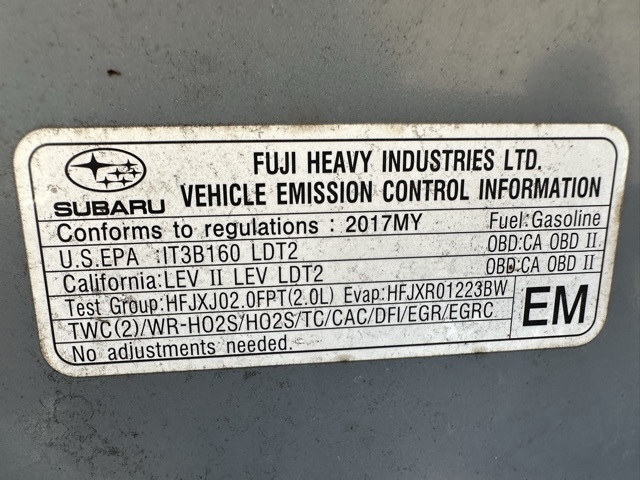 SUBARU
FUJI HEAVY INDUSTRIES LTD.
VEHICLE EMISSION CONTROL INFORMATION
Conforms to regulations : 2017MY Fuel:Gasoline
U.S.EPA :IT3B160 LDT2 OBD:CA OBD II
California:LEV II LEV LDT2 OBD:CA OBD II
Test Group:HFJXJ02.0FPT(2.0L) Evap:HFJXR01223BW
TWC(2)/WR-HO2S/HO2S/TC/CAC/DFI/EGR/EGRC
No adjustments needed.
EM